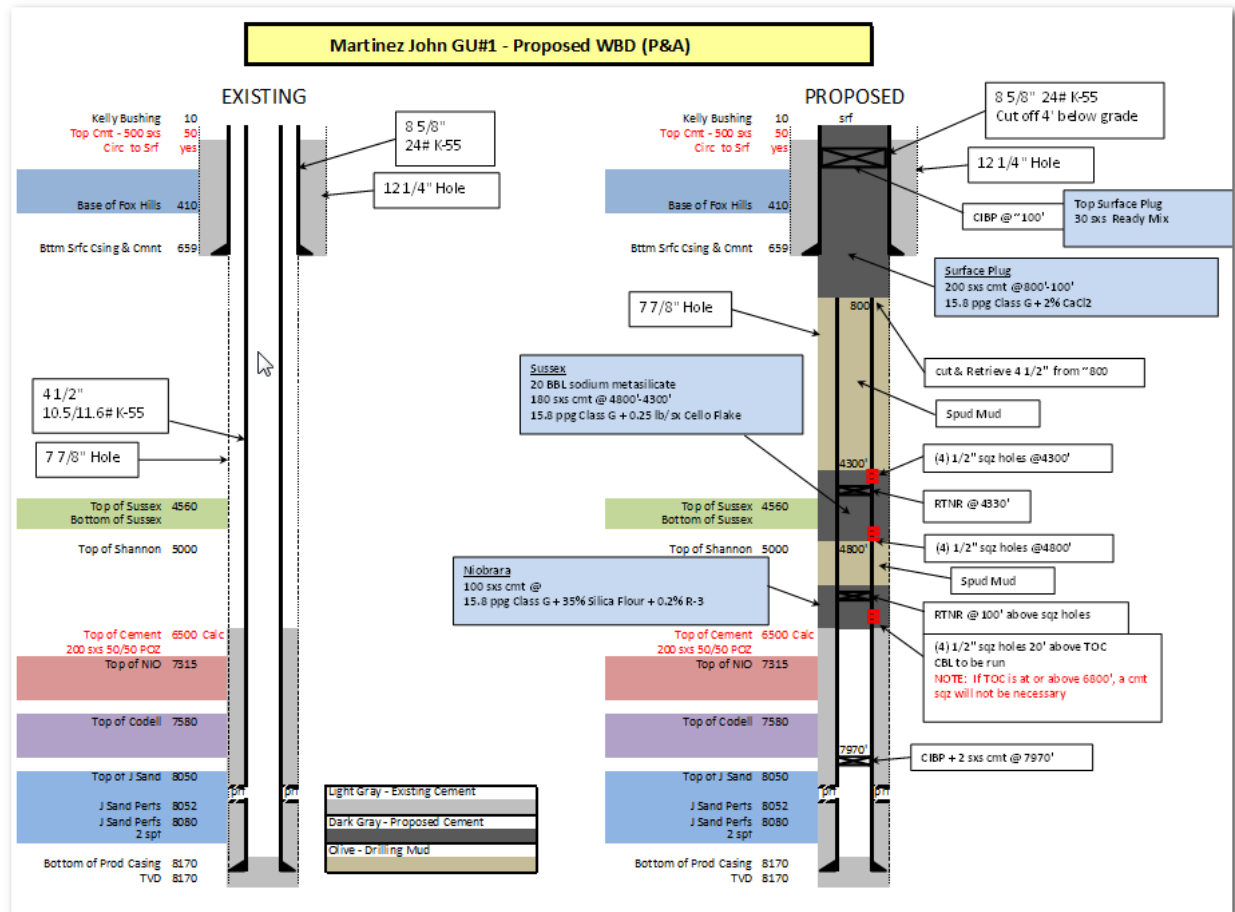 Martinez John GU#1 - Proposed WBD (P&A)
EXISTING
Kelly Bushing 10
Top Cmt - 500 sxs 50
Circ to Srf yes
Base of Fox Hills 410
Bttm Srfc Csing & Cmnt 659
8 5/8"
24# K-55
12 1/4" Hole
4 1/2"
10.5/11.6# K-55
7 7/8" Hole
Top of Sussex 4560
Bottom of Sussex
Top of Shannon 5000
Top of Cement 6500 Calc
200 sxs 50/50 POZ
Top of NIO 7315
Top of Codell 7580
Top of J Sand 8050
prf prf
J Sand Perfs 8052
J Sand Perfs 8080
2 spf
Bottom of Prod Casing 8170
TVD 8170
Light Gray - Existing Cement
Dark Gray - Proposed Cement
Olive - Drilling Mud
PROPOSED
Kelly Bushing 10
srf
Top Cmt - 500 sxs 50
Circ to Srf yes
Base of Fox Hills 410
Bttm Srfc Csing & Cmnt 659
8 5/8" 24# K-55
Cut off 4' below grade
12 1/4" Hole
CIBP @ ~100'
Top Surface Plug
30 sxs Ready Mix
Surface Plug
200 sxs cmt @800'-100'
15.8 ppg Class G + 2% CaCl2
7 7/8" Hole
800
cut & Retrieve 4 1/2" from ~800
Sussex
20 BBL sodium metasilicate
180 sxs cmt @ 4800'-4300'
15.8 ppg Class G + 0.25 lb/sx Cello Flake
Spud Mud
4300'
(4) 1/2" sqz holes @4300'
RTNR @ 4330'
Top of Sussex 4560
Bottom of Sussex
Top of Shannon 5000
4800'
(4) 1/2" sqz holes @4800'
Spud Mud
Niobrara
100 sxs cmt @
15.8 ppg Class G + 35% Silica Flour + 0.2% R-3
RTNR @ 100' above sqz holes
Top of Cement 6500 Calc
200 sxs 50/50 POZ
(4) 1/2" sqz holes 20' above TOC
CBL to be run
NOTE: If TOC is at or above 6800', a cmt
sqz will not be necessary
Top of NIO 7315
Top of Codell 7580
7970'
CIBP + 2 sxs cmt @ 7970'
Top of J Sand 8050
prf prf
J Sand Perfs 8052
J Sand Perfs 8080
2 spf
Bottom of Prod Casing 8170
TVD 8170